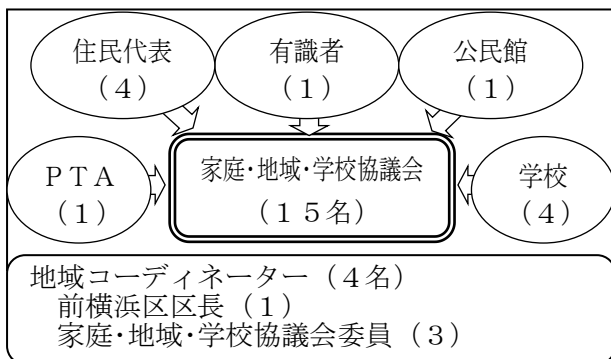 住民代表
（４）
有識者
（１）
公民館
（１）
ＰＴＡ
（１）
家庭・地域・学校協議会
（１５名）
学校
（４）
地域コーディネーター（４名）
前横浜区区長（１）
家庭・地域・学校協議会委員（３）